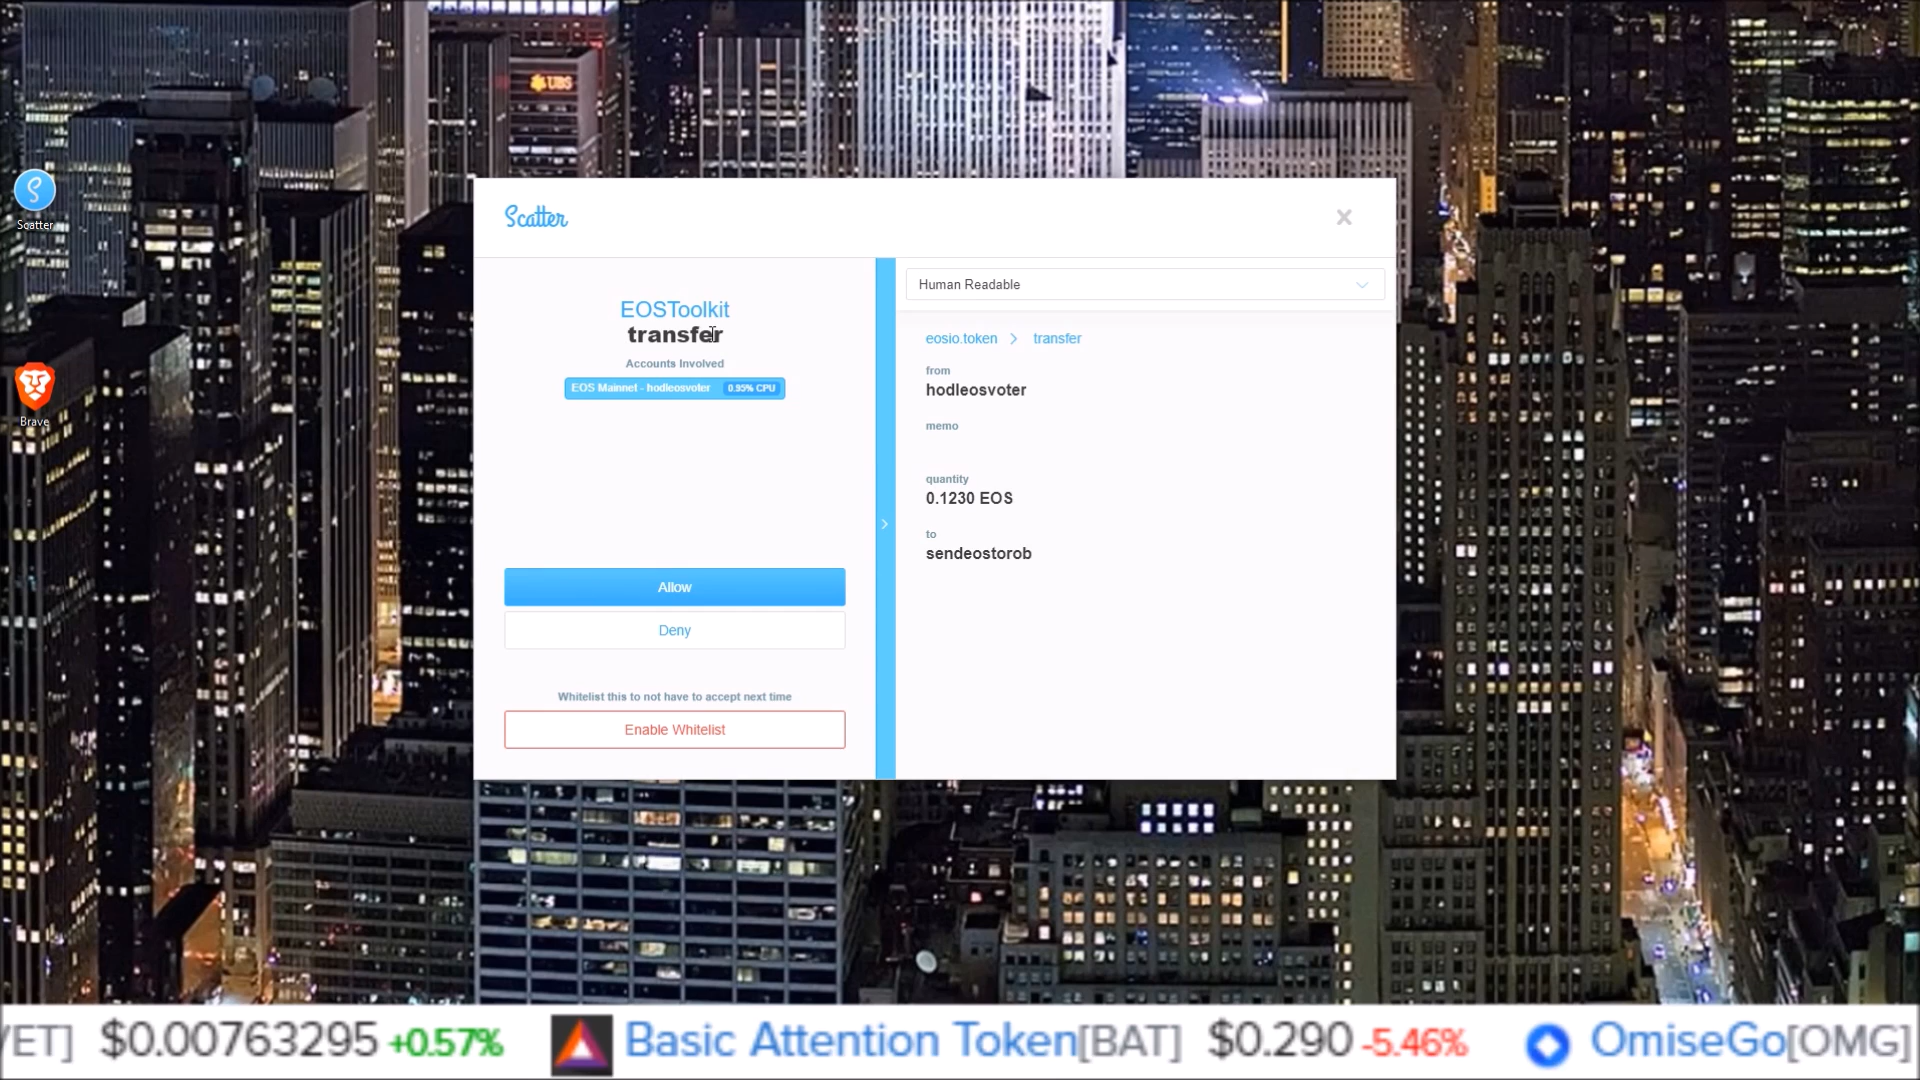 UBS
Scatter
Brave
Scatter
EOSToolkit
transfer
Accounts Involved
EOS Mainnet - hodleosvoter 0.95% CPU
Allow
Deny
Whitelist this to not have to accept next time
Enable Whitelist
Human Readable
eosio.token > transfer
from
hodleosvoter
memo
quantity
0.1230 EOS
to
sendeostorob
/ET] $0.00763295 +0.57% Basic Attention Token[BAT] $0.290 -5.46% OmiseGo[OMG]